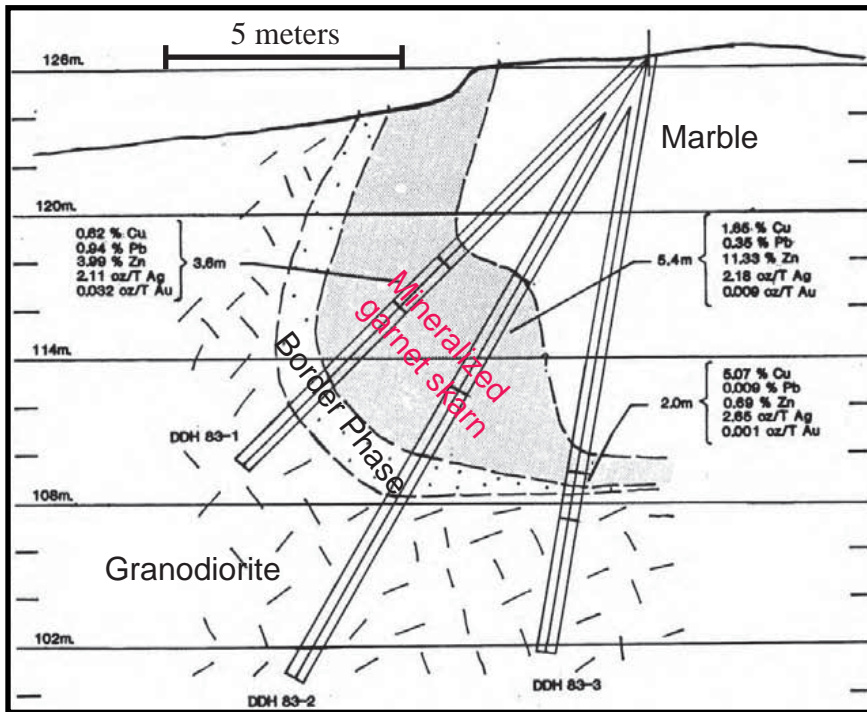 5 meters
126m.
Marble
120m.
0.62 % Cu
0.94 % Pb
3.99 % Zn
2.11 oz/T Ag
0.032 oz/T Au
3.6m
1.65 % Cu
0.35 % Pb
11.33 % Zn
2.18 oz/T Ag
0.009 oz/T Au
5.4m
Mineralized
garnet skarn
114m.
Border Phase
5.07 % Cu
0.009 % Pb
0.69 % Zn
2.65 oz/T Ag
0.001 oz/T Au
2.0m
DDH 83-1
108m.
Granodiorite
102m.
DDH 83-2
DDH 83-3